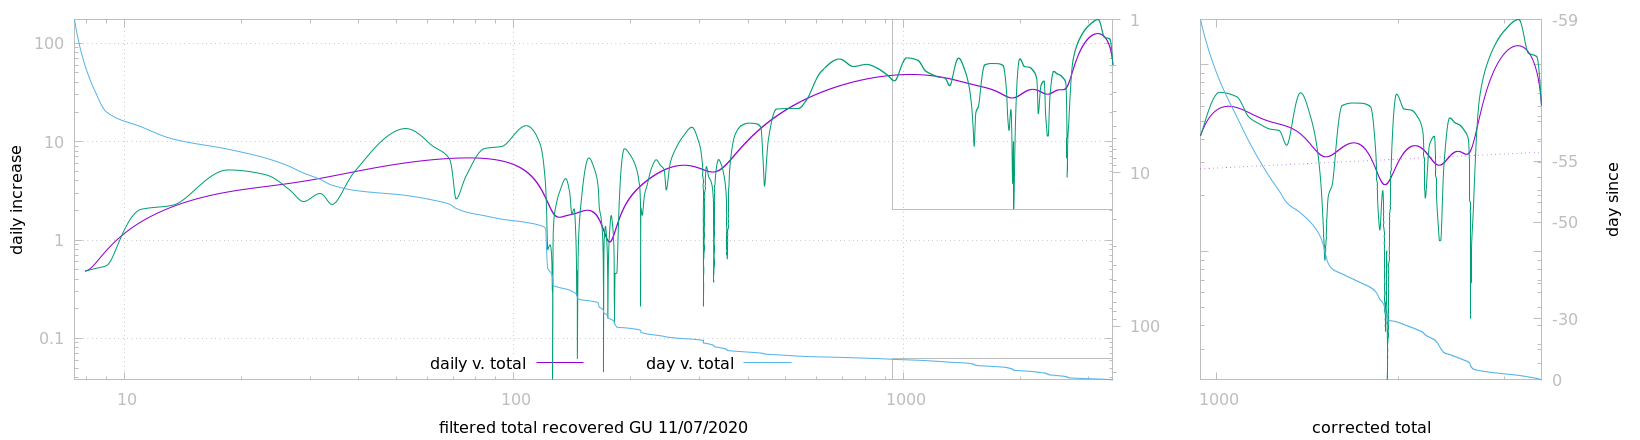 100
10
1
0.1
daily increase
10
100
1000
1
10
100
daily v. total
day v. total
filtered total recovered GU 11/07/2020
1000
-59
-55
-50
-30
0
day since
corrected total